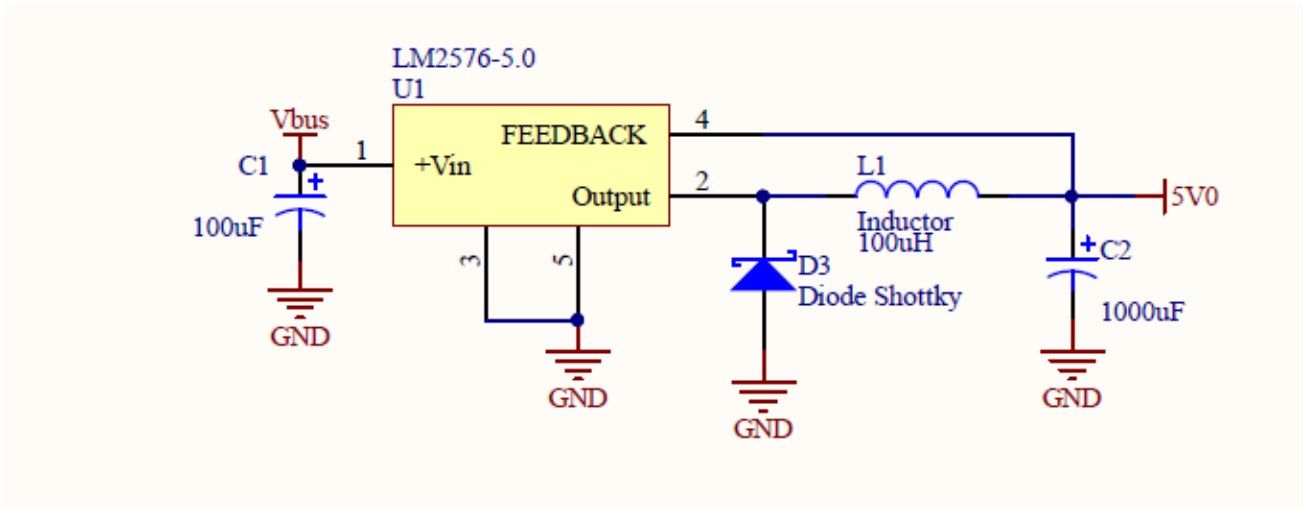 LM2576-5.0
U1
Vbus
C1
100uF
GND
1
+Vin
FEEDBACK
Output
4
2
3
5
GND
L1
Inductor
100uH
D3
Diode Shottky
GND
5V0
C2
1000uF
GND